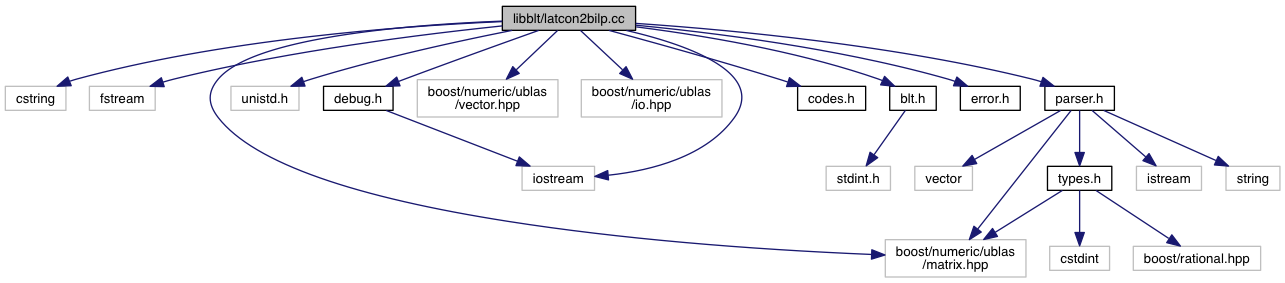 libblt/latcon2bilp.cc
cstring
fstream
unistd.h
debug.h
boost/numeric/ublas
/vector.hpp
boost/numeric/ublas
/io.hpp
codes.h
blt.h
error.h
parser.h
iostream
stdint.h
vector
types.h
istream
string
boost/numeric/ublas
/matrix.hpp
cstdint
boost/rational.hpp